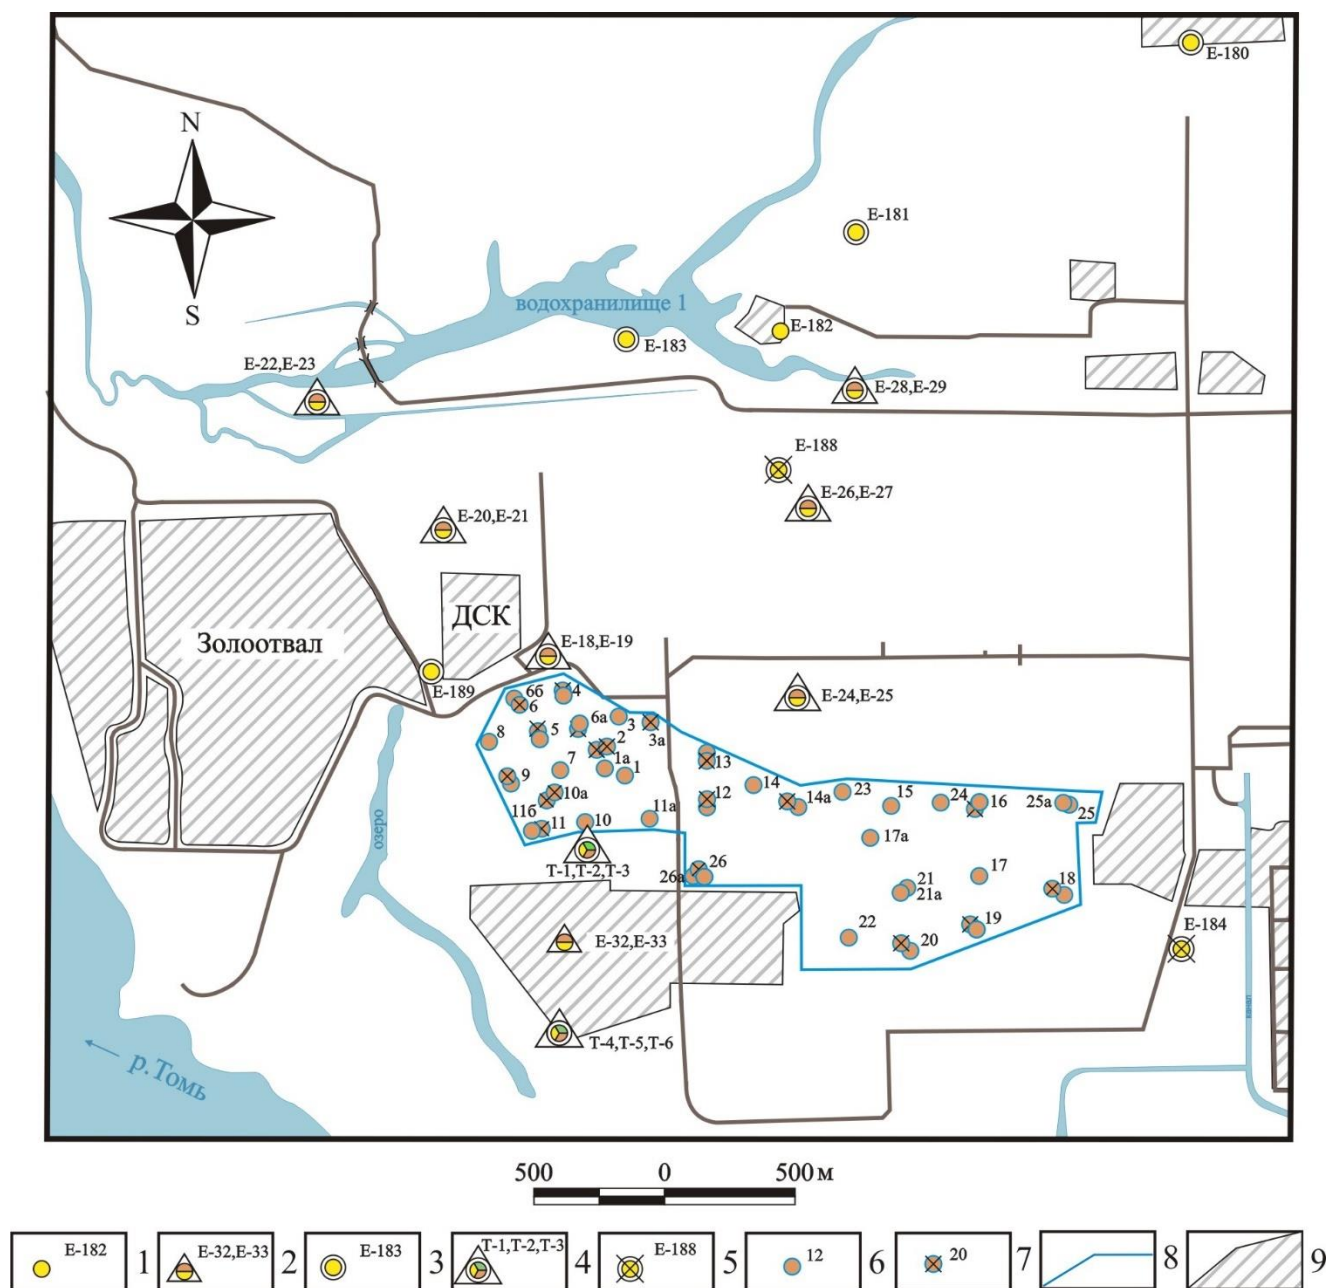 E-180
N
E-181
S
водохранилище 1
E-182
E-183
E-22,E-23
E-28,E-29
E-188
E-26,E-27
E-20,E-21
ДСК
Золоотвал
E-18,E-19
E-189
E-24,E-25
6б
4
6
6а
3
3а
8
5
2
13
7
1а
1
9
14
10а
12
14а
23
15
24
16
25а
25
11б
11
10
11а
17а
озеро
T-1,T-2,T-3
26
26а
21
17
18
21а
22
20
19
E-32,E-33
E-184
T-4,T-5,T-6
р.Томь
канал
500 0 500 м
E-182 1
E-32,E-33 2
E-183 3
T-1,T-2,T-3 4
E-188 5
12 6
20 7
8
9